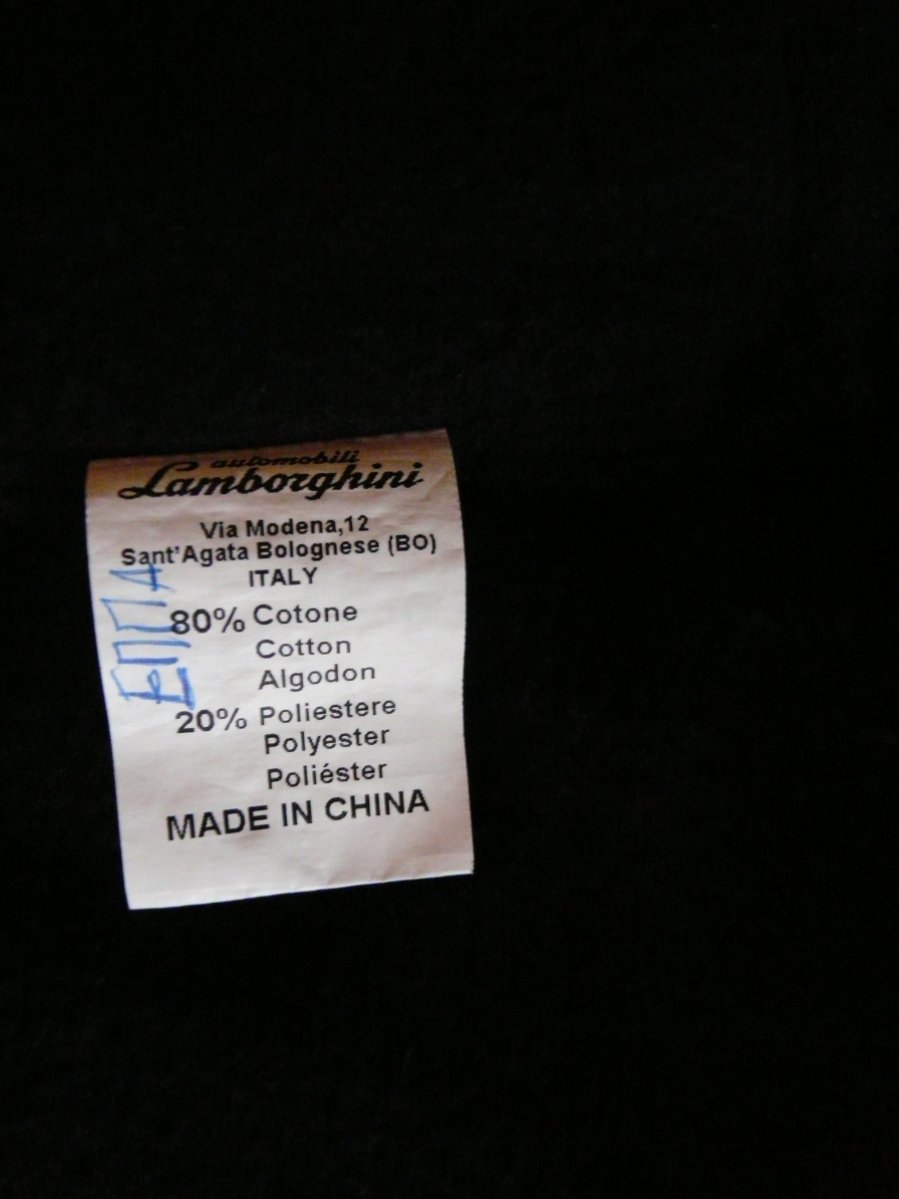 automobili
Lamborghini
Via Modena,12
Sant'Agata Bolognese (BO)
ITALY
80% Cotone
Cotton
Algodon
20% Poliestere
Polyester
Poliéster
MADE IN CHINA